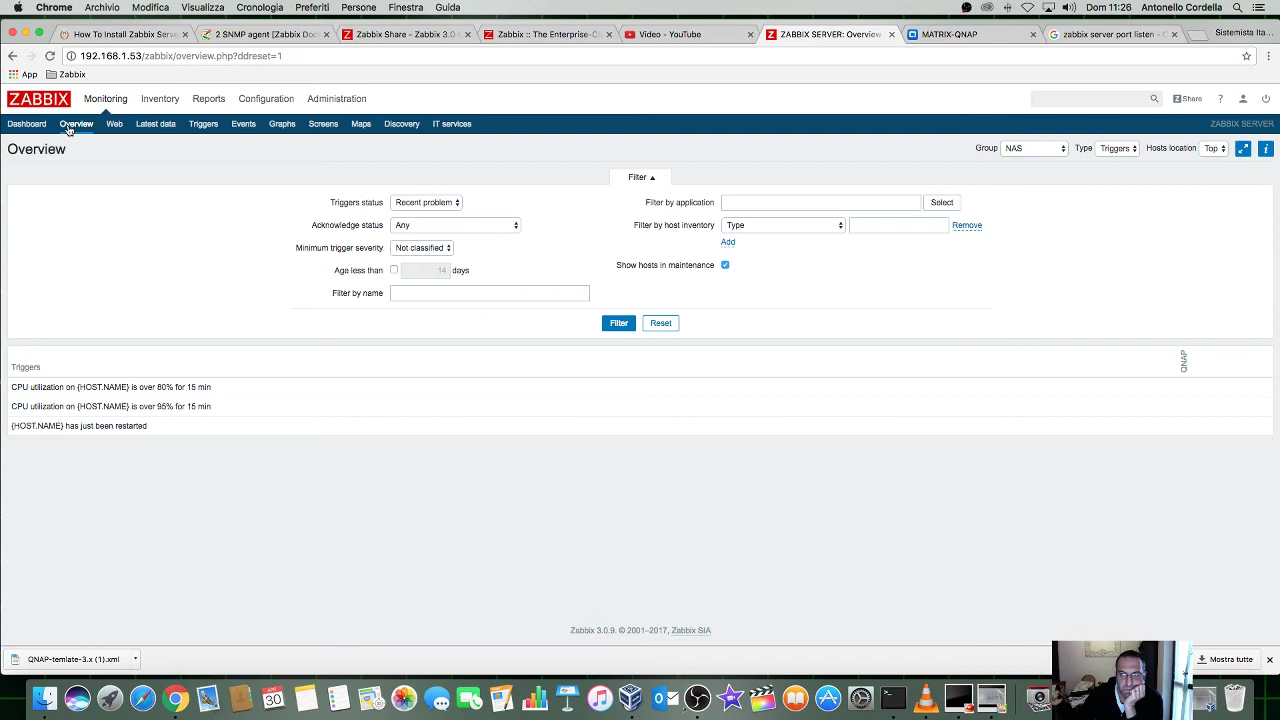 Chrome Archivio Modifica Visualizza Cronologia Preferiti Persone Finestra Guida Dom 11:26 Antonello Cordella
How To Install Zabbix Serve 2 SNMP agent [Zabbix Docu Zabbix Share - Zabbix 3.0 Zabbix :: The Enterprise-Cl Video - YouTube ZABBIX SERVER: Overview MATRIX-QNAP zabbix server port listen - Sistemista Ita...
192.168.1.53/zabbix/overview.php?ddreset=1
App Zabbix
ZABBIX Monitoring Inventory Reports Configuration Administration Z Share ?
Dashboard Overview Web Latest data Triggers Events Graphs Screens Maps Discovery IT services ZABBIX SERVER
Overview Group NAS Type Triggers Hosts location Top i
Filter
Triggers status Recent problem Filter by application Select
Acknowledge status Any Filter by host inventory Type Remove
Add
Minimum trigger severity Not classified
Show hosts in maintenance
Age less than 14 days
Filter by name
Filter Reset
Triggers QNAP
CPU utilization on {HOST.NAME} is over 80% for 15 min
CPU utilization on {HOST.NAME} is over 95% for 15 min
{HOST.NAME} has just been restarted
Zabbix 3.0.9. © 2001–2017, Zabbix SIA
QNAP-temlate-3.x (1).xml Mostra tutte
30